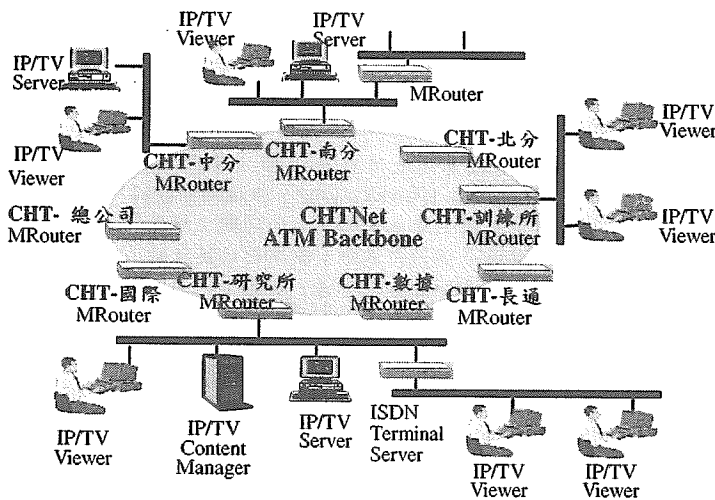 IP/TV
Viewer
IP/TV
Server
IP/TV
Server
MRouter
IP/TV
Viewer
IP/TV
Viewer
CHT-中分
MRouter
CHT-南分
MRouter
CHT-北分
MRouter
CHT- 總公司
MRouter
CHTNet
ATM Backbone
CHT-訓練所
MRouter
IP/TV
Viewer
CHT-國際
MRouter
CHT-研究所
MRouter
CHT-數據
MRouter
CHT-長通
MRouter
IP/TV
Viewer
IP/TV
Content
Manager
IP/TV
Server
ISDN
Terminal
Server
IP/TV
Viewer
IP/TV
Viewer